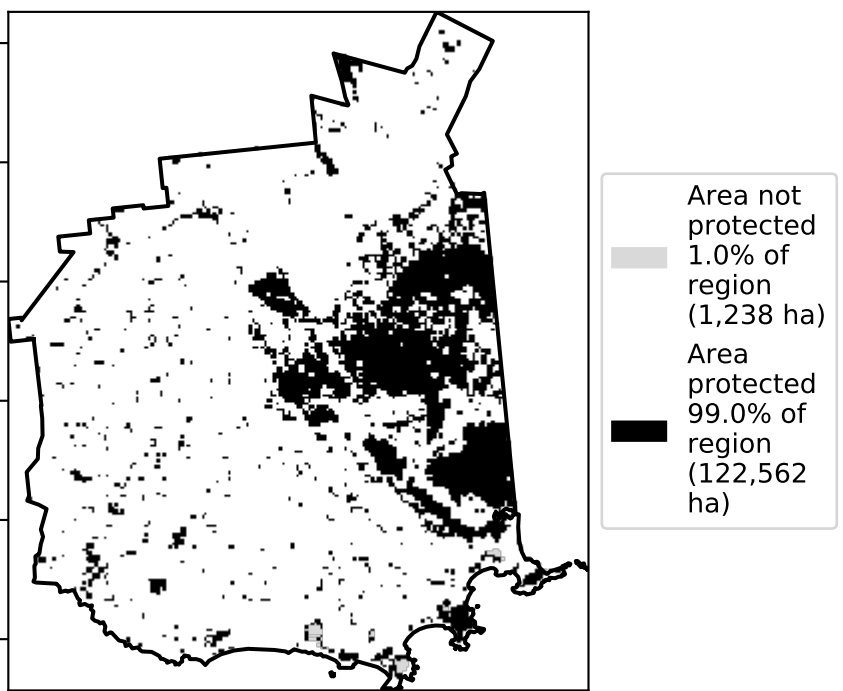 Area not
protected
1.0% of
region
(1,238 ha)
Area
protected
99.0% of
region
(122,562
ha)